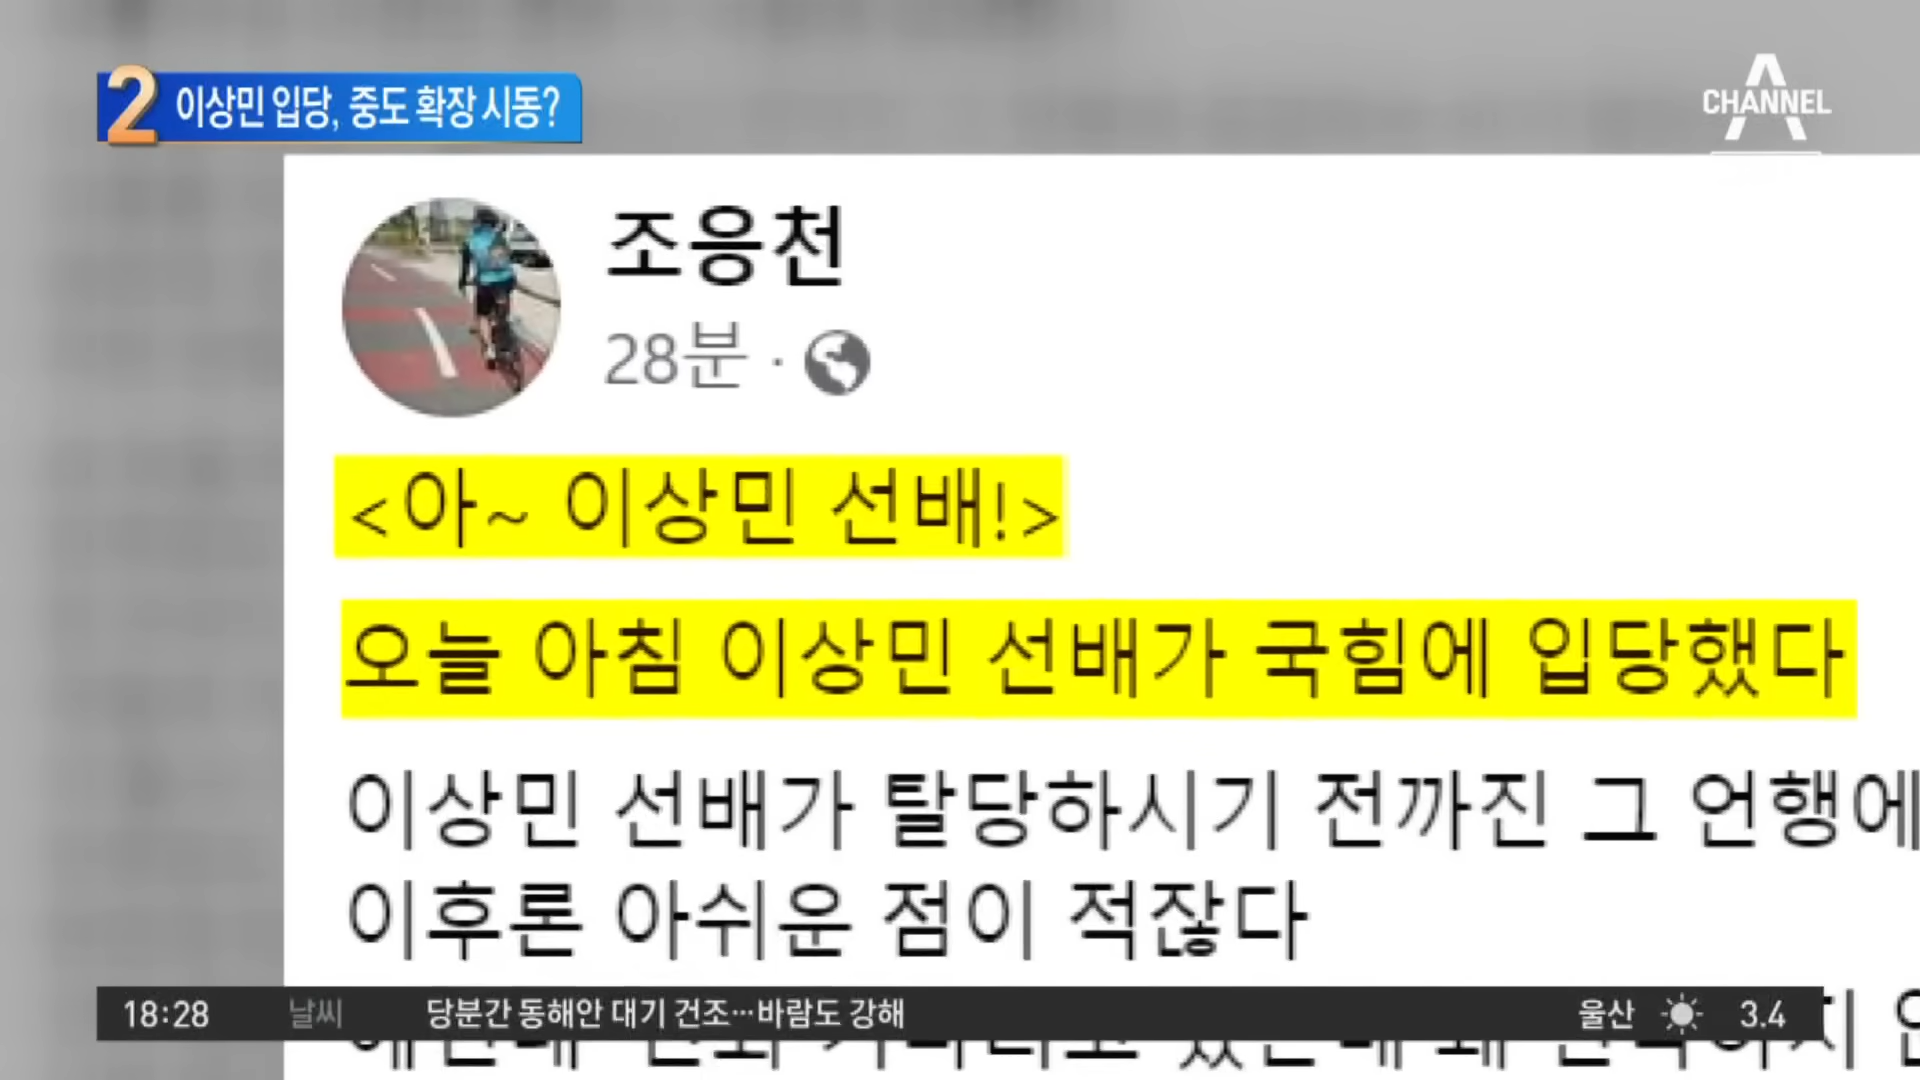 2 이상민 입당, 중도 확장 시동?
CHANNEL A
조응천
28분 ·
<아~ 이상민 선배!>
오늘 아침 이상민 선배가 국힘에 입당했다
이상민 선배가 탈당하시기 전까진 그 언행에
이후론 아쉬운 점이 적잖다
18:28 날씨 당분간 동해안 대기 건조…바람도 강해 울산 3.4